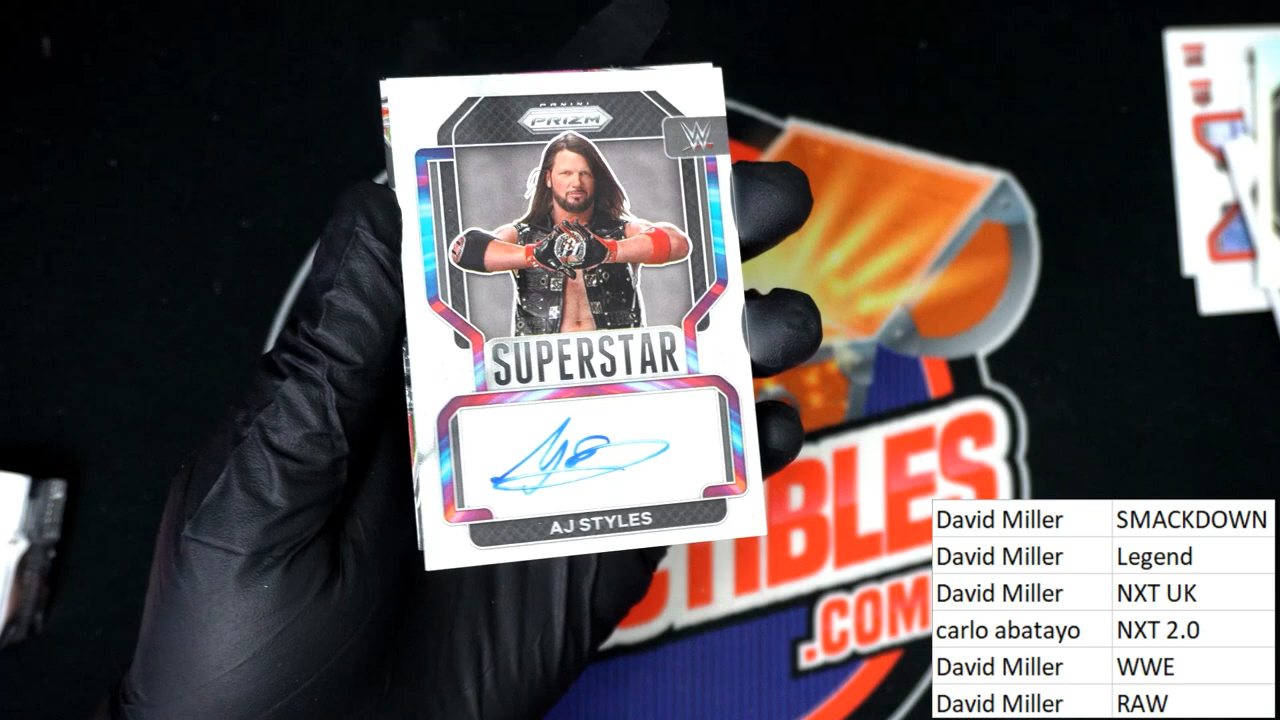 PANINI
PRIZM
W
SUPERSTAR
AJ STYLES
TIBLES
.COM
David Miller SMACKDOWN
David Miller Legend
David Miller NXT UK
carlo abatayo NXT 2.0
David Miller WWE
David Miller RAW